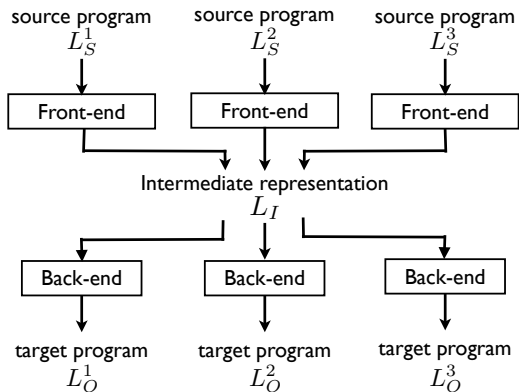 source program source program source program
$L_S^1$ $L_S^2$ $L_S^3$
Front-end Front-end Front-end
Intermediate representation
$L_I$
Back-end Back-end Back-end
target program target program target program
$L_O^1$ $L_O^2$ $L_O^3$